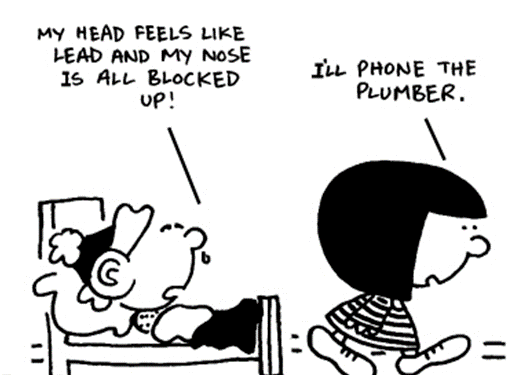 MY HEAD FEELS LIKE
LEAD AND MY NOSE
IS ALL BLOCKED
UP!
I'LL PHONE THE
PLUMBER.